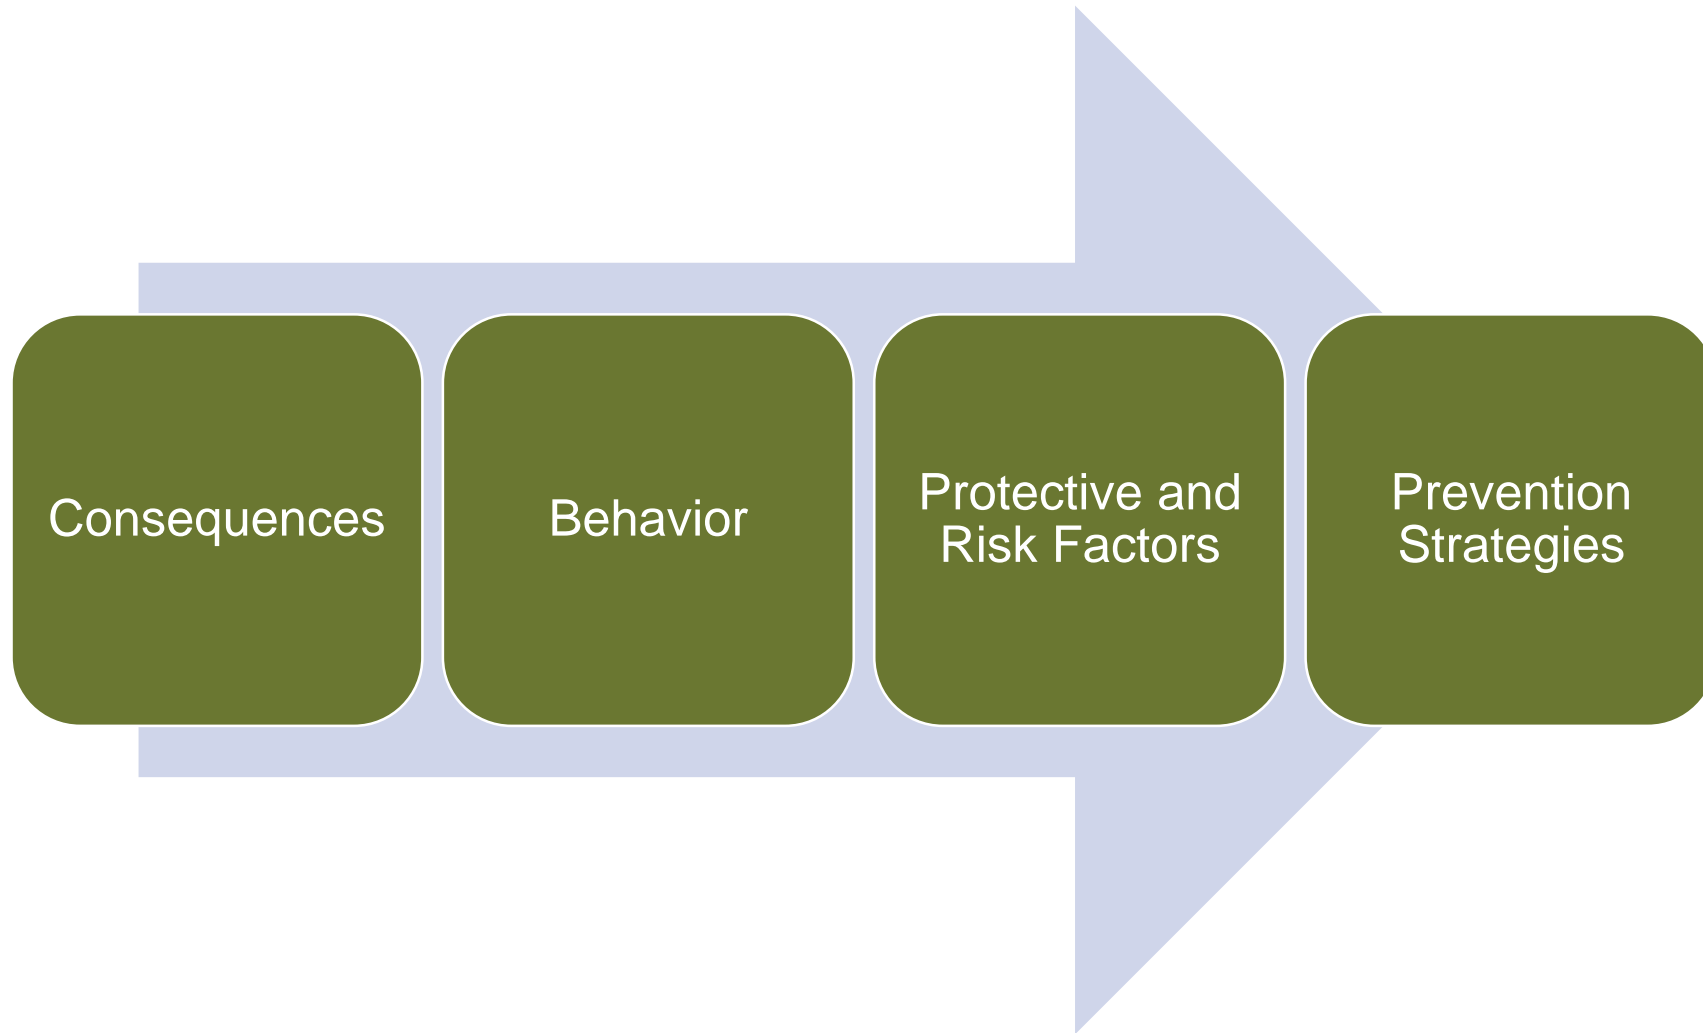 Consequences
Behavior
Protective and
Risk Factors
Prevention
Strategies